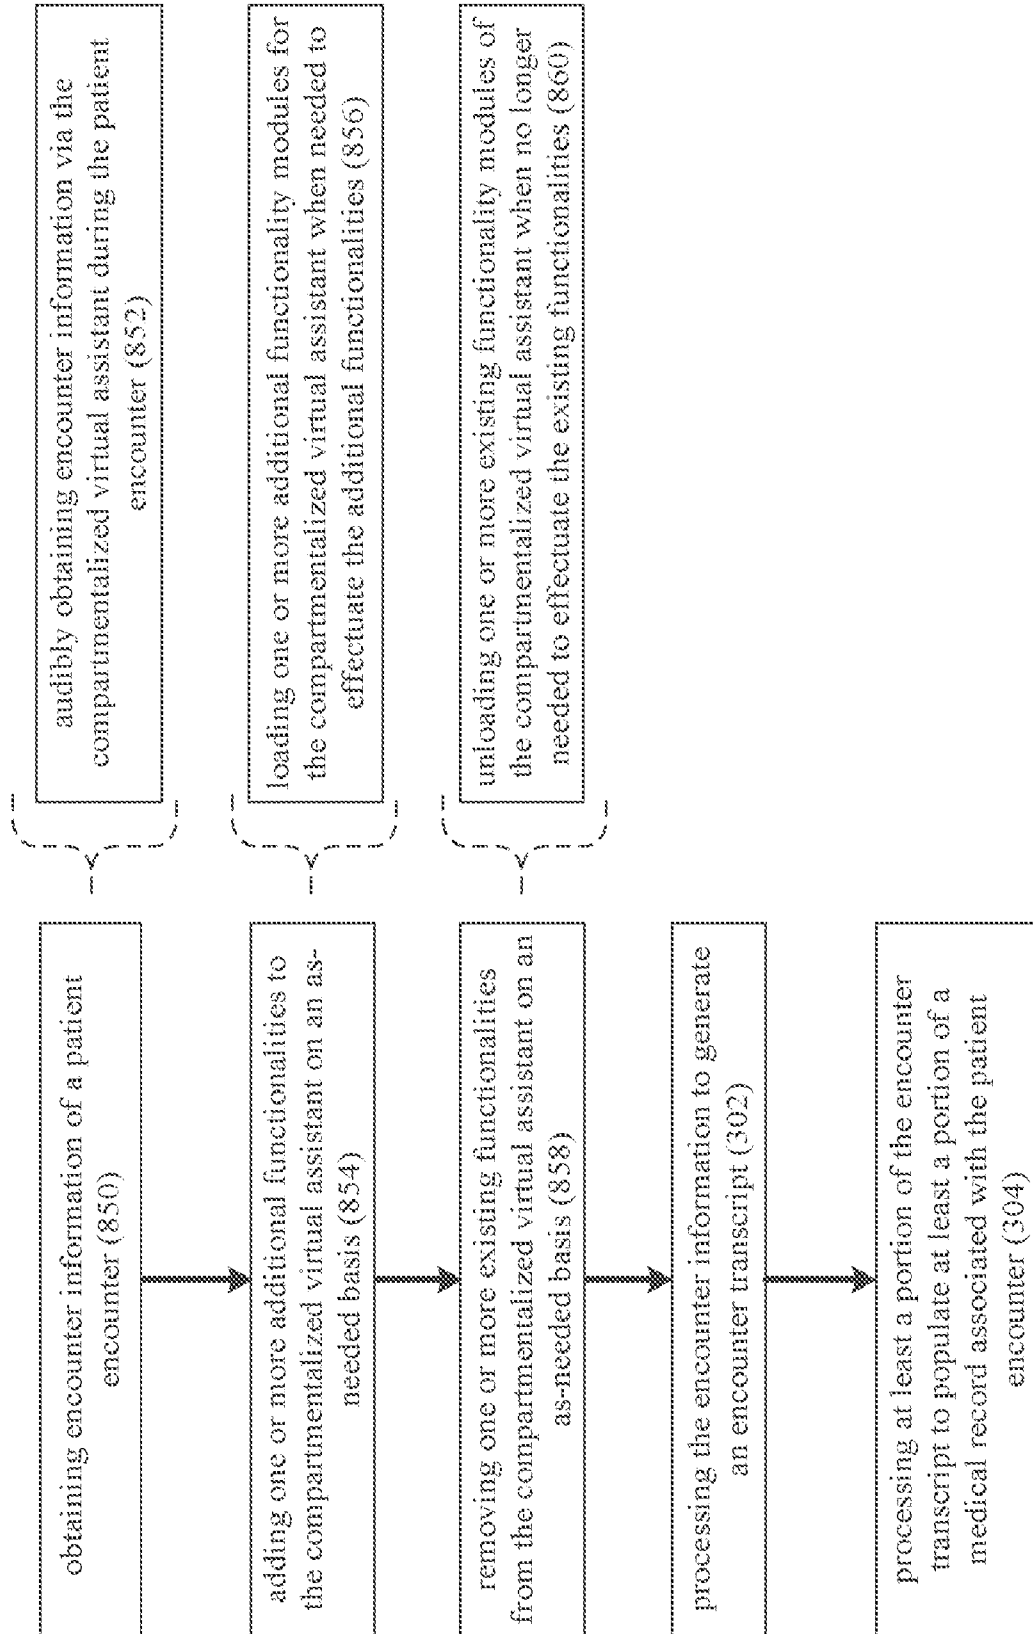 obtaining encounter information of a patient
encounter (850)
audibly obtaining encounter information via the
compartmentalized virtual assistant during the patient
encounter (852)
adding one or more additional functionalities to
the compartmentalized virtual assistant on an as-
needed basis (854)
loading one or more additional functionality modules for
the compartmentalized virtual assistant when needed to
effectuate the additional functionalities (856)
removing one or more existing functionalities
from the compartmentalized virtual assistant on an
as-needed basis (858)
unloading one or more existing functionality modules of
the compartmentalized virtual assistant when no longer
needed to effectuate the existing functionalities (860)
processing the encounter information to generate
an encounter transcript (302)
processing at least a portion of the encounter
transcript to populate at least a portion of a
medical record associated with the patient
encounter (304)